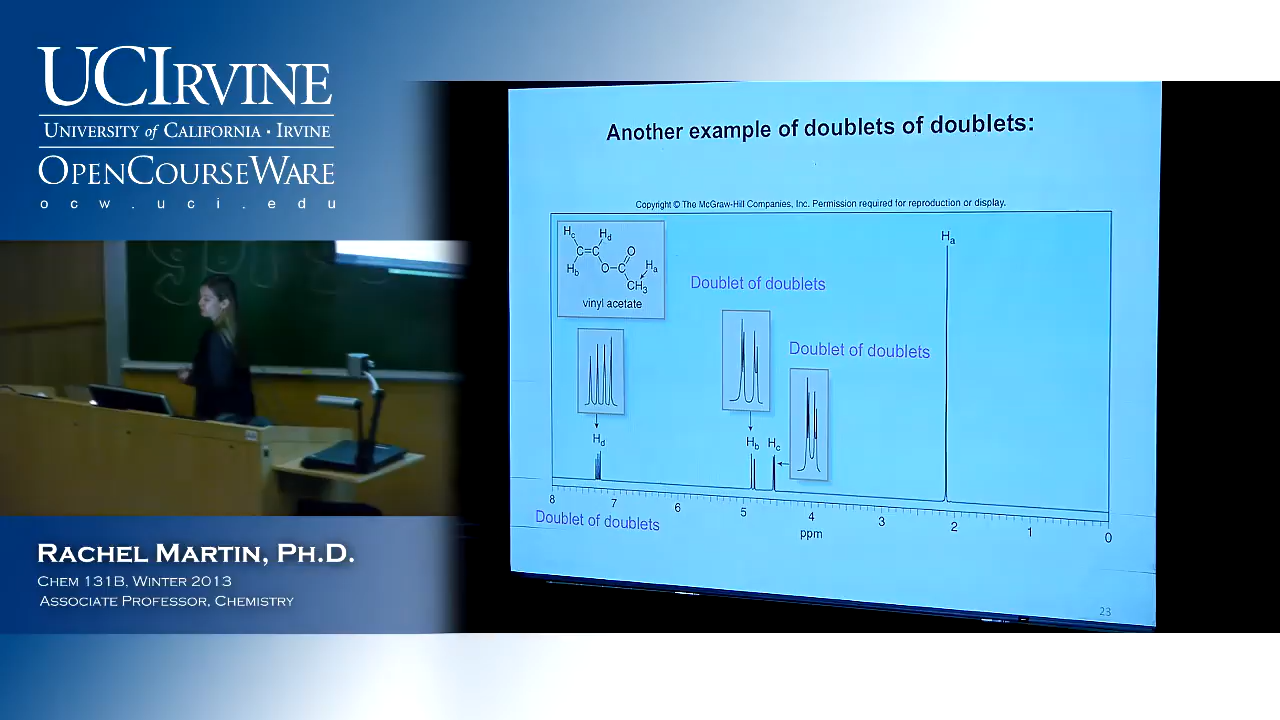 UCIRVINE
UNIVERSITY of CALIFORNIA · IRVINE
OPENCOURSEWARE
ocw.uci.edu
RACHEL MARTIN, PH.D.
CHEM 131B, WINTER 2013
ASSOCIATE PROFESSOR, CHEMISTRY
Another example of doublets of doublets:
Copyright © The McGraw-Hill Companies, Inc. Permission required for reproduction or display.
Hc Hd
C=C O
Hb O–C Ha
CH3
vinyl acetate
Ha
Doublet of doublets
Doublet of doublets
Hd
Hb Hc
8 7 6 5 4 3 2 1 0
ppm
Doublet of doublets
23